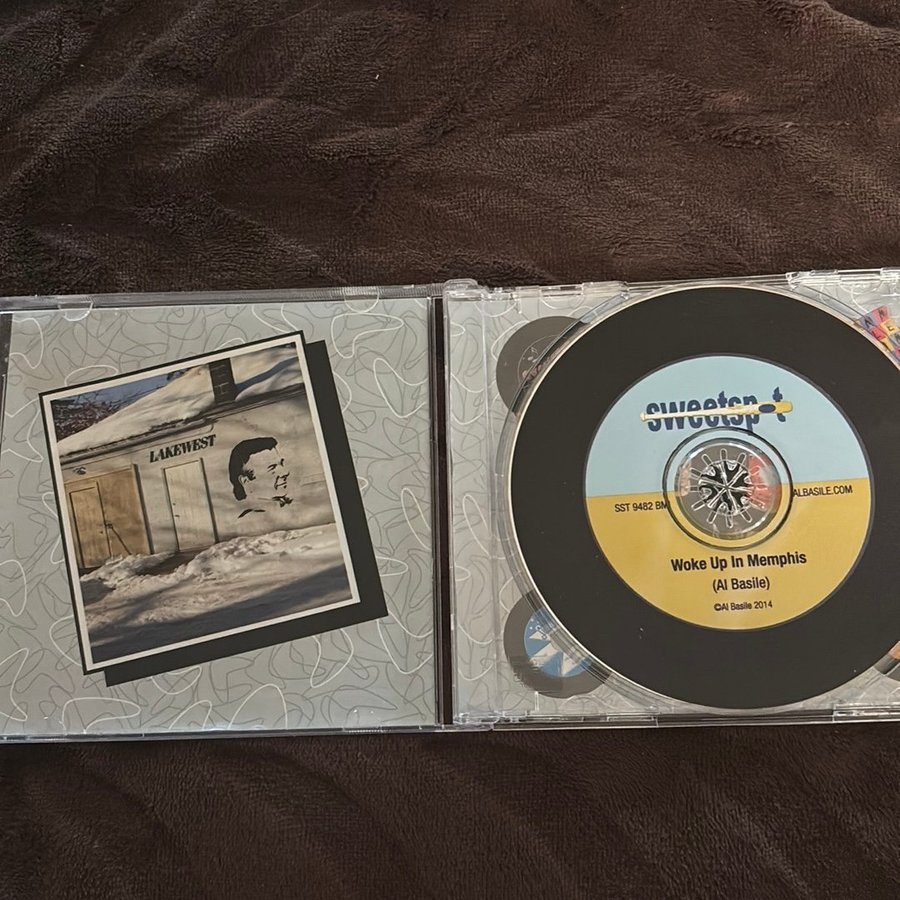 LAKEWEST
sweetsp t
SST 9482 BM
ALBASILE.COM
Woke Up In Memphis
(Al Basile)
©Al Basile 2014